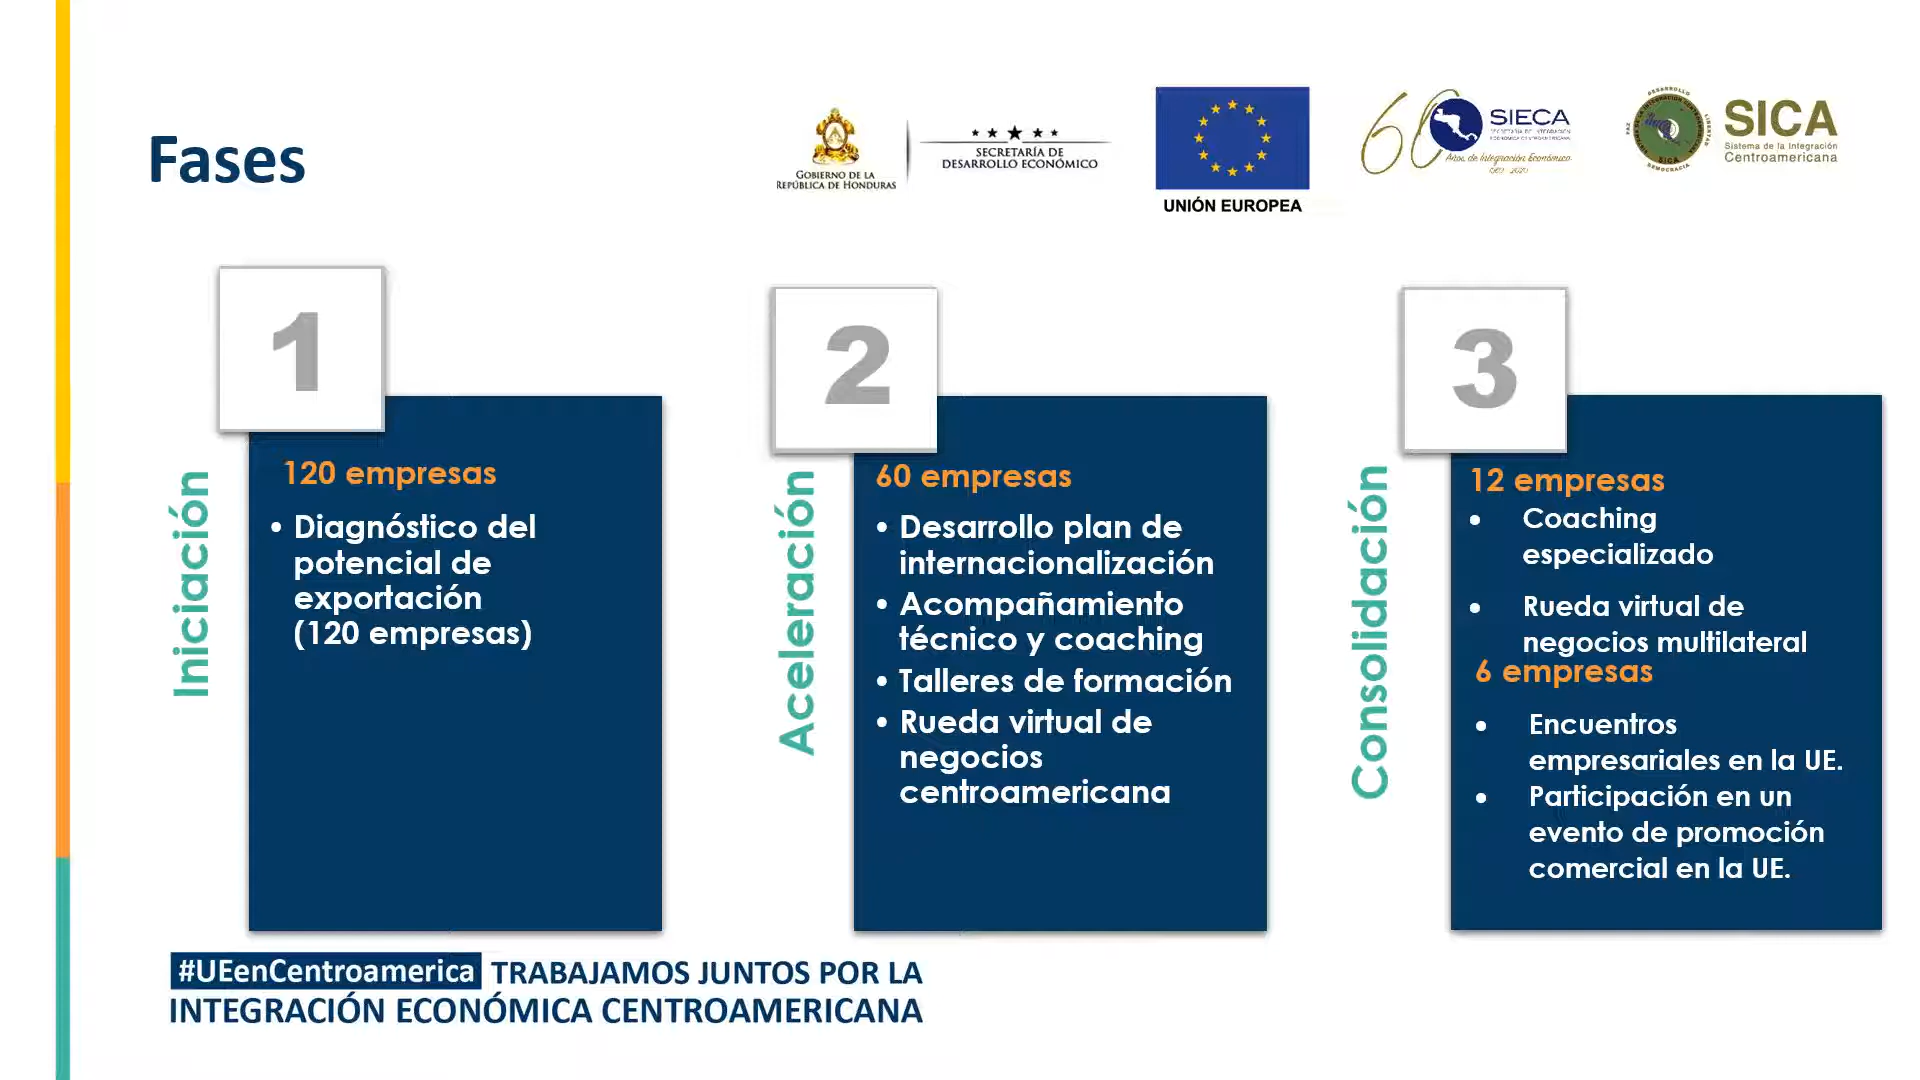 Fases
GOBIERNO DE LA
REPÚBLICA DE HONDURAS
SECRETARÍA DE
DESARROLLO ECONÓMICO
UNIÓN EUROPEA
60
SIECA
Años de Integración Económica
SICA
Sistema de la Integración
Centroamericana
1
Iniciación
120 empresas
• Diagnóstico del
potencial de
exportación
(120 empresas)
2
Aceleración
60 empresas
• Desarrollo plan de
internacionalización
• Acompañamiento
técnico y coaching
• Talleres de formación
• Rueda virtual de
negocios
centroamericana
3
Consolidación
12 empresas
• Coaching
especializado
• Rueda virtual de
negocios multilateral
6 empresas
• Encuentros
empresariales en la UE.
• Participación en un
evento de promoción
comercial en la UE.
#UEenCentroamerica TRABAJAMOS JUNTOS POR LA
INTEGRACIÓN ECONÓMICA CENTROAMERICANA